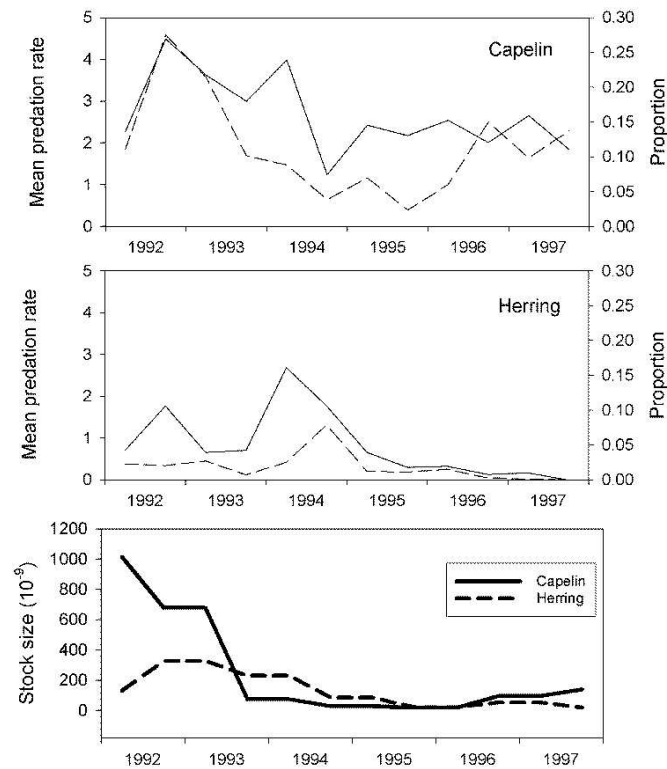 5
4
3
2
1
0
Mean predation rate
Capelin
0.30
0.25
0.20
0.15
0.10
0.05
0.00
Proportion
1992 1993 1994 1995 1996 1997
5
4
3
2
1
0
Mean predation rate
Herring
0.30
0.25
0.20
0.15
0.10
0.05
0.00
Proportion
1992 1993 1994 1995 1996 1997
1200
1000
800
600
400
200
0
Stock size (10⁻⁹)
Capelin
Herring
1992 1993 1994 1995 1996 1997